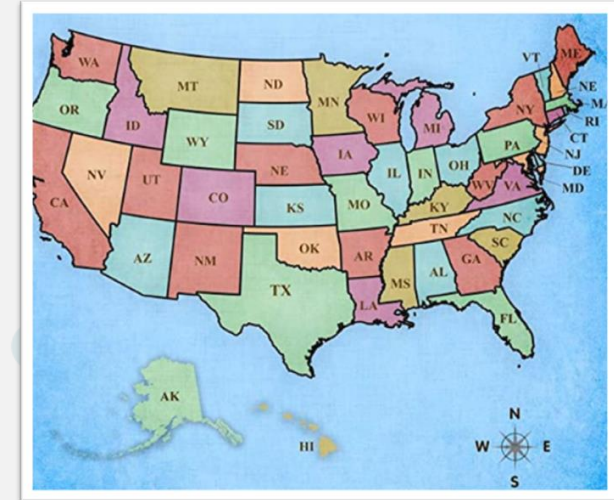 WA
MT
ND
MN
VT
ME
OR
ID
WY
SD
WI
MI
NY
NE
MA
RI
CT
NJ
DE
MD
NV
UT
CO
NE
IA
IL
IN
OH
PA
CA
KS
MO
KY
WV
VA
AZ
NM
OK
AR
TN
NC
TX
LA
MS
AL
GA
SC
FL
AK
HI
N
W
E
S